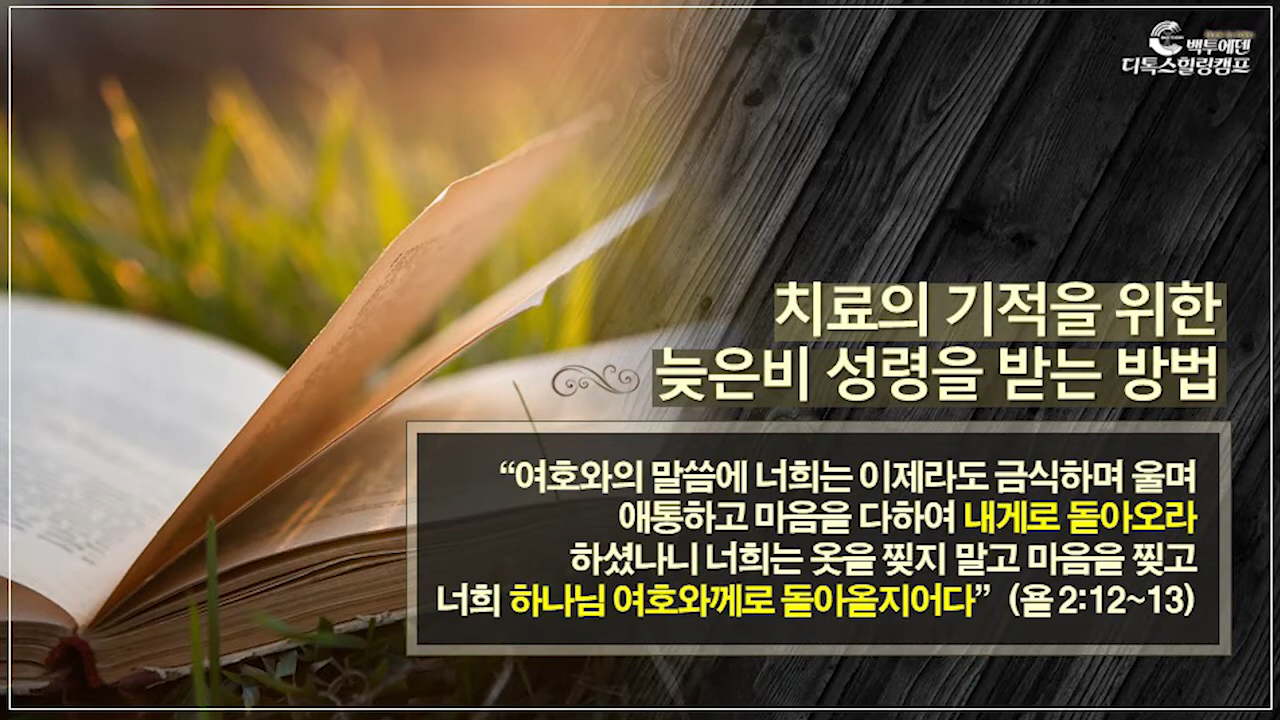 백투에덴
디톡스힐링캠프
치료의 기적을 위한
늦은비 성령을 받는 방법
“여호와의 말씀에 너희는 이제라도 금식하며 울며
애통하고 마음을 다하여 내게로 돌아오라
하셨나니 너희는 옷을 찢지 말고 마음을 찢고
너희 하나님 여호와께로 돌아올지어다” (욜 2:12~13)